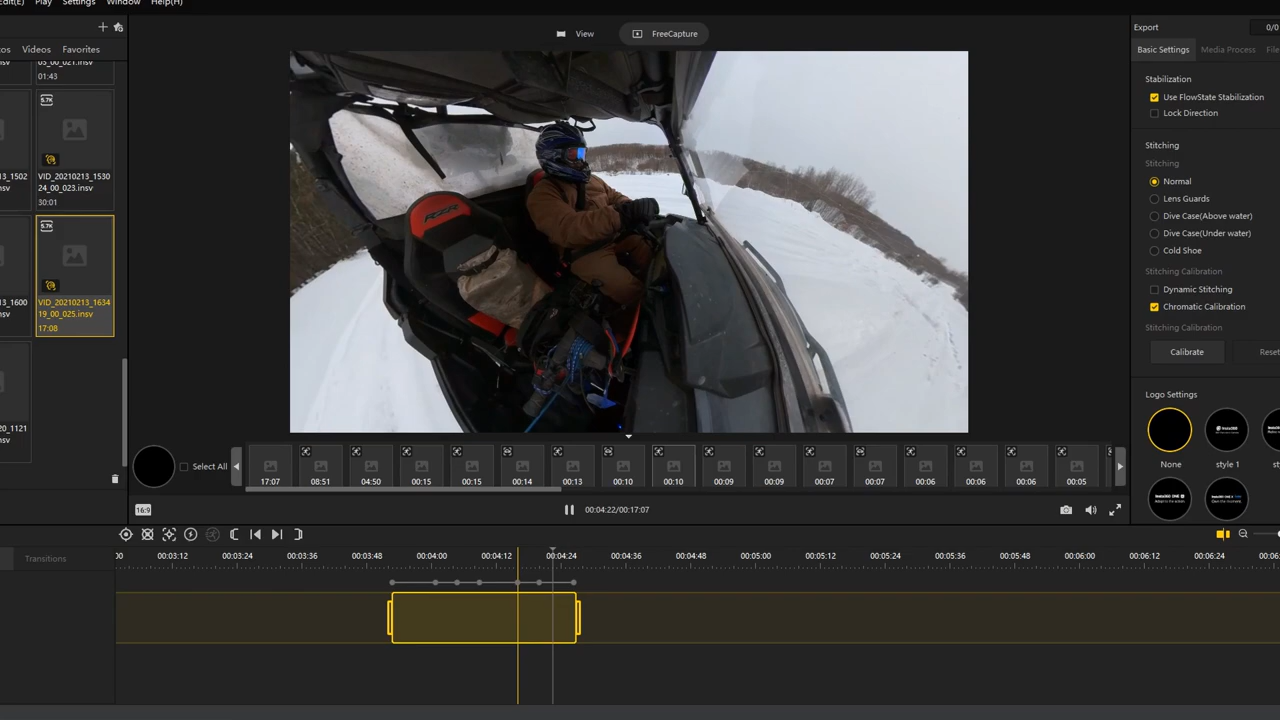 Edit(E)
Play
Settings
Window
Help(H)
Videos
Favorites
03_00_021.insv
01:43
5.7K
VID_20210213_1530
24_00_023.insv
30:01
5.7K
VID_20210213_1634
19_00_025.insv
17:08
View
FreeCapture
RZR
Select All
17:07
08:51
04:50
00:15
00:15
00:14
00:13
00:10
00:10
00:09
00:09
00:07
00:07
00:06
00:06
00:06
00:05
16:9
00:04:22/00:17:07
Transitions
00:03:12
00:03:24
00:03:36
00:03:48
00:04:00
00:04:12
00:04:24
00:04:36
00:04:48
00:05:00
00:05:12
00:05:24
00:05:36
00:05:48
00:06:00
00:06:12
00:06:24
Export
0/0
Basic Settings
Media Process
File
Stabilization
Use FlowState Stabilization
Lock Direction
Stitching
Stitching
Normal
Lens Guards
Dive Case(Above water)
Dive Case(Under water)
Cold Shoe
Stitching Calibration
Dynamic Stitching
Chromatic Calibration
Stitching Calibration
Calibrate
Reset
Logo Settings
None
Insta360
style 1